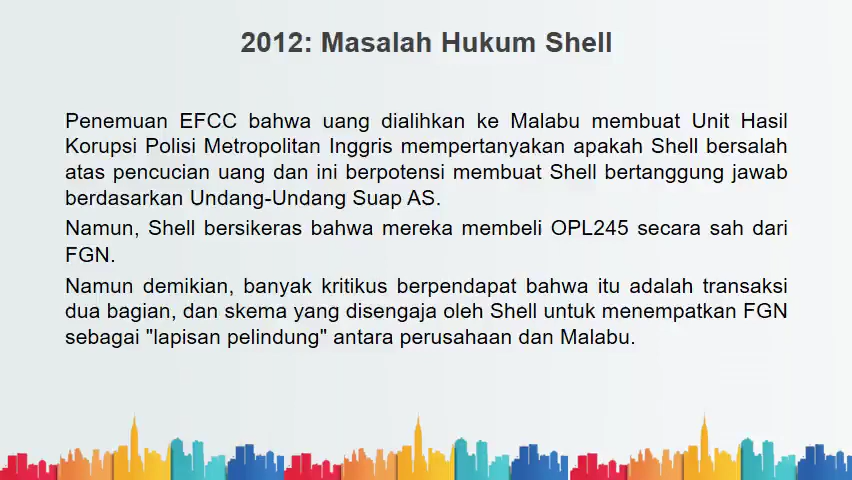 2012: Masalah Hukum Shell
Penemuan EFCC bahwa uang dialihkan ke Malabu membuat Unit Hasil
Korupsi Polisi Metropolitan Inggris mempertanyakan apakah Shell bersalah
atas pencucian uang dan ini berpotensi membuat Shell bertanggung jawab
berdasarkan Undang-Undang Suap AS.
Namun, Shell bersikeras bahwa mereka membeli OPL245 secara sah dari
FGN.
Namun demikian, banyak kritikus berpendapat bahwa itu adalah transaksi
dua bagian, dan skema yang disengaja oleh Shell untuk menempatkan FGN
sebagai "lapisan pelindung" antara perusahaan dan Malabu.